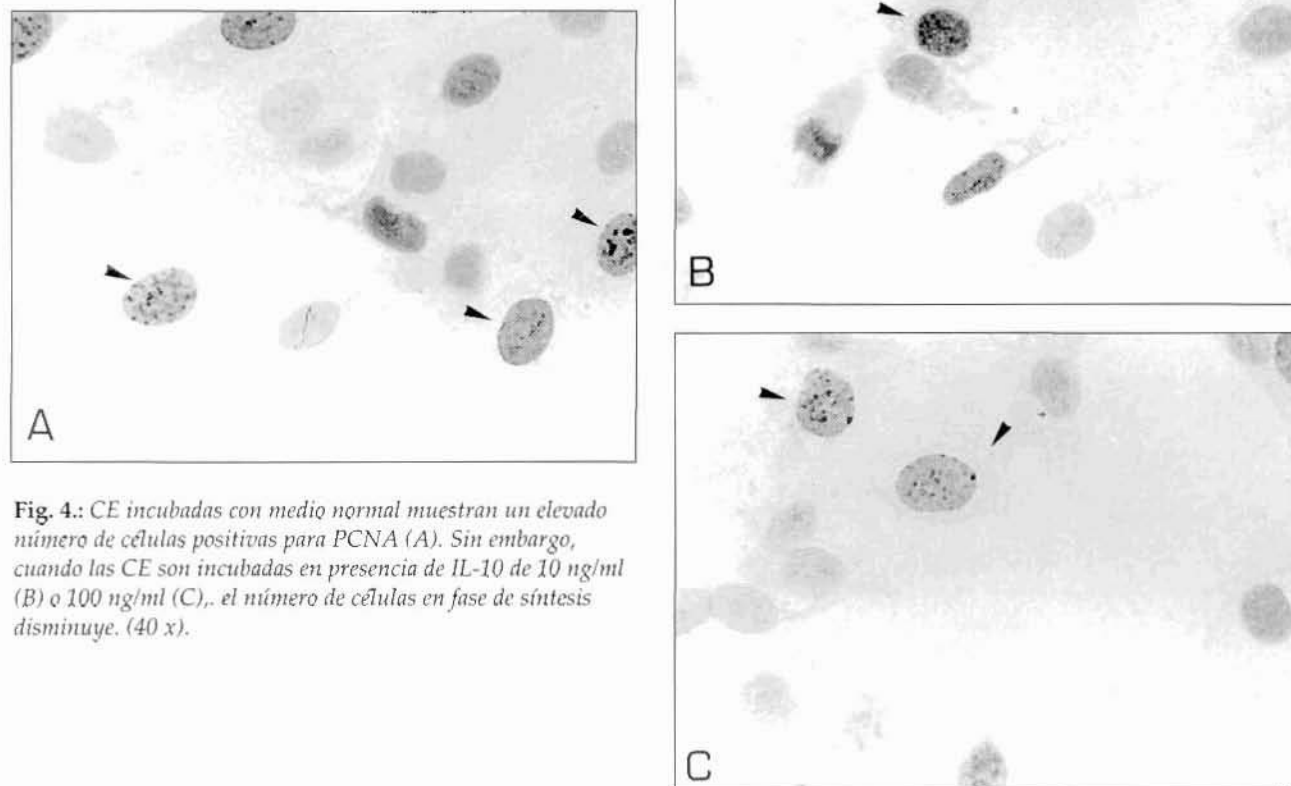 A
Fig. 4.: CE incubadas con medio normal muestran un elevado
número de células positivas para PCNA (A). Sin embargo,
cuando las CE son incubadas en presencia de IL-10 de 10 ng/ml
(B) o 100 ng/ml (C),. el número de células en fase de síntesis
disminuye. (40 x).
B
C